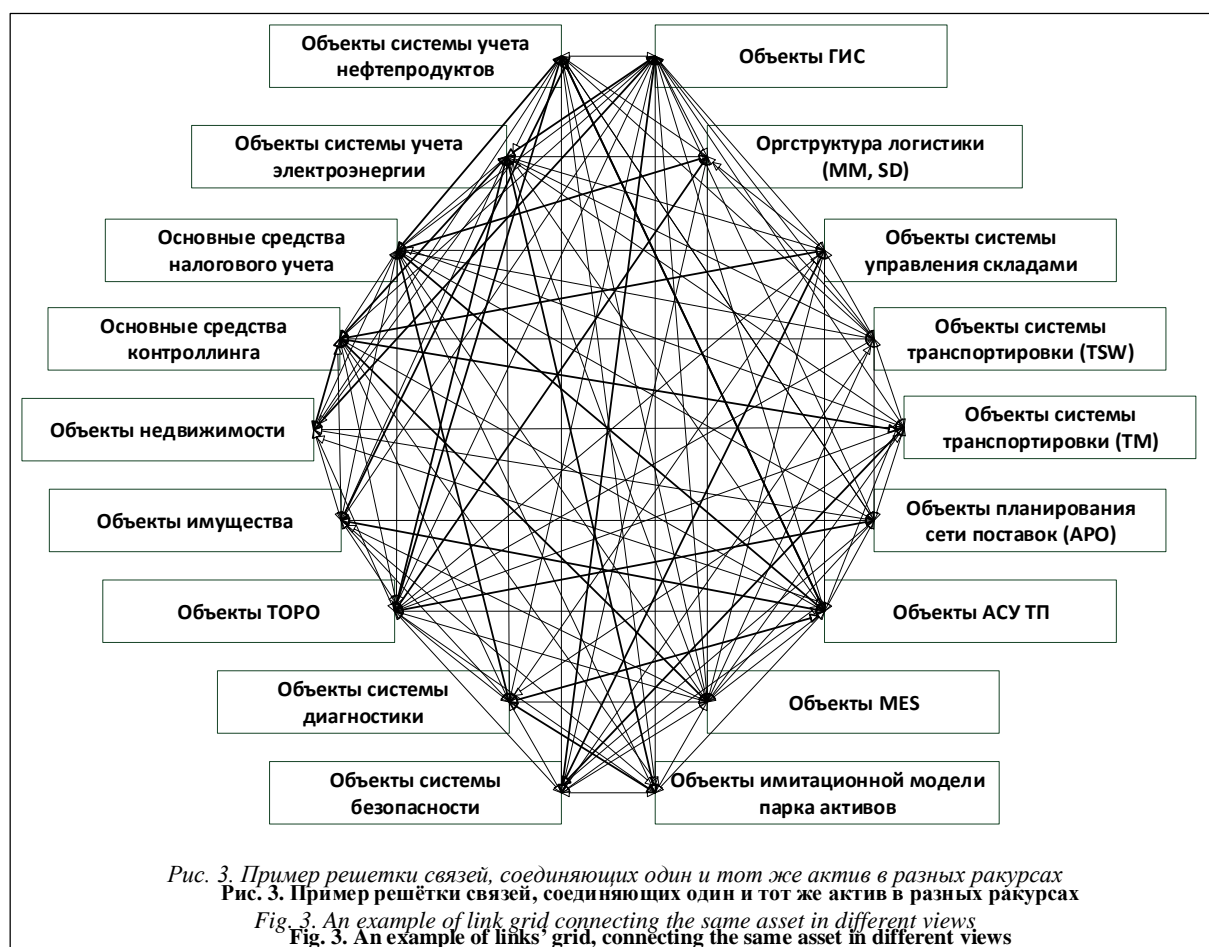 Объекты системы учета
нефтепродуктов
Объекты ГИС
Объекты системы учета
электроэнергии
Оргструктура логистики
(MM, SD)
Основные средства
налогового учета
Объекты системы
управления складами
Основные средства
контроллинга
Объекты системы
транспортировки (TSW)
Объекты недвижимости
Объекты системы
транспортировки (TM)
Объекты имущества
Объекты планирования
сети поставок (APO)
Объекты ТОРО
Объекты АСУ ТП
Объекты системы
диагностики
Объекты MES
Объекты системы
безопасности
Объекты имитационной модели
парка активов
Рис. 3. Пример решетки связей, соединяющих один и тот же актив в разных ракурсах
Рис. 3. Пример решётки связей, соединяющих один и тот же актив в разных ракурсах
Fig. 3. An example of link grid connecting the same asset in different views
Fig. 3. An example of links' grid, connecting the same asset in different views